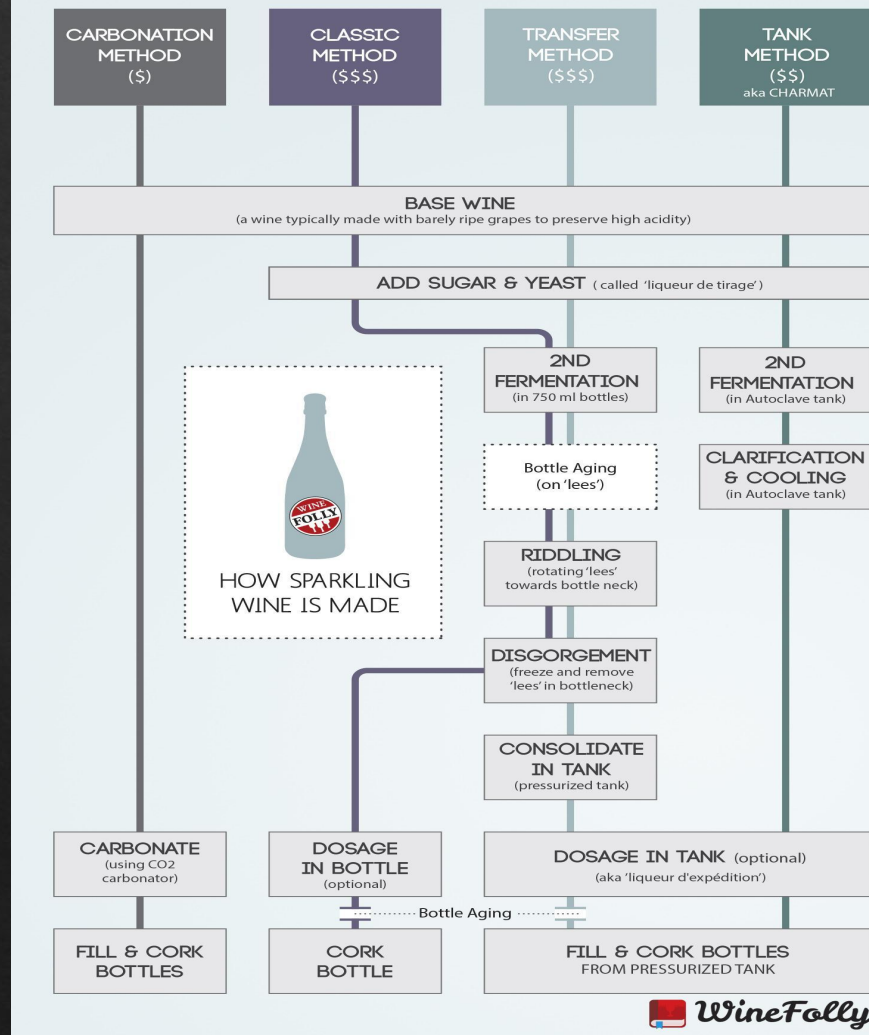 CARBONATION
METHOD
($)
CLASSIC
METHOD
($$$)
TRANSFER
METHOD
($$$)
TANK
METHOD
($$)
aka CHARMAT
BASE WINE
(a wine typically made with barely ripe grapes to preserve high acidity)
ADD SUGAR & YEAST ( called 'liqueur de tirage')
2ND
FERMENTATION
(in 750 ml bottles)
2ND
FERMENTATION
(in Autoclave tank)
Bottle Aging
(on 'lees')
CLARIFICATION
& COOLING
(in Autoclave tank)
WINE
FOLLY
HOW SPARKLING
WINE IS MADE
RIDDLING
(rotating 'lees'
towards bottle neck)
DISGORGEMENT
(freeze and remove
'lees' in bottleneck)
CONSOLIDATE
IN TANK
(pressurized tank)
CARBONATE
(using CO2
carbonator)
DOSAGE
IN BOTTLE
(optional)
DOSAGE IN TANK (optional)
(aka 'liqueur d'expédition')
Bottle Aging
FILL & CORK
BOTTLES
CORK
BOTTLE
FILL & CORK BOTTLES
FROM PRESSURIZED TANK
WineFolly